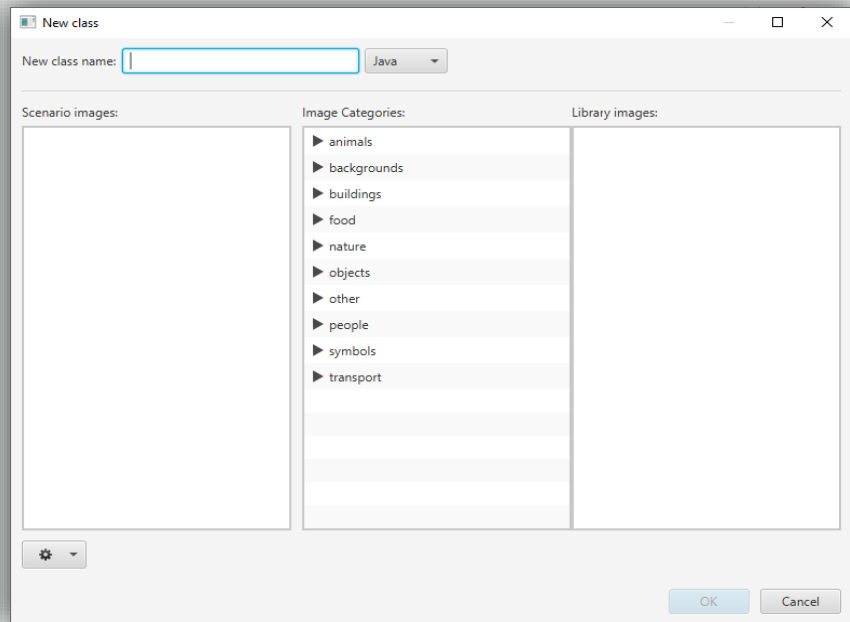 New class
New class name: Java
Scenario images: Image Categories: Library images:
animals
backgrounds
buildings
food
nature
objects
other
people
symbols
transport
OK Cancel